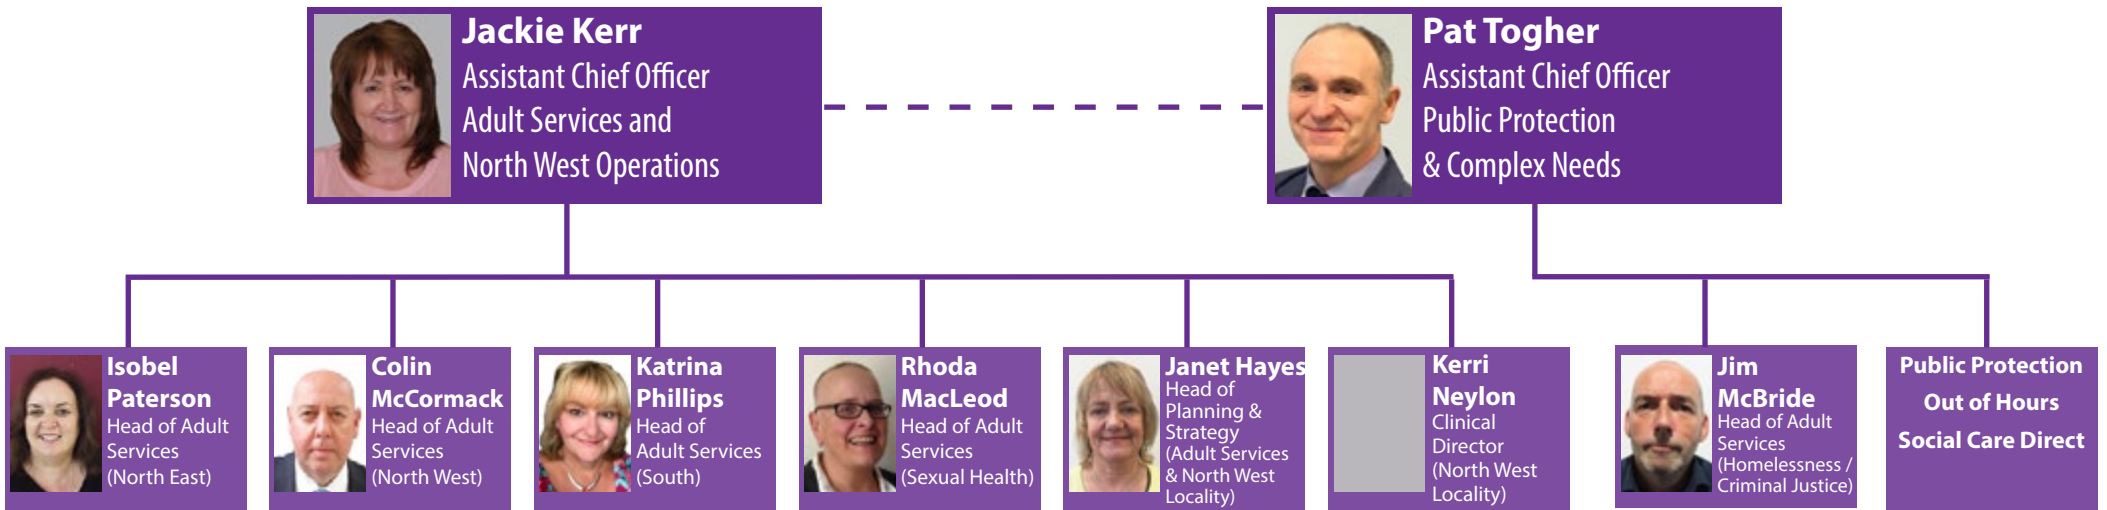 Jackie Kerr
Assistant Chief Officer
Adult Services and
North West Operations
Pat Togher
Assistant Chief Officer
Public Protection
& Complex Needs
Isobel
Paterson
Head of Adult
Services
(North East)
Colin
McCormack
Head of Adult
Services
(North West)
Katrina
Phillips
Head of
Adult Services
(South)
Rhoda
MacLeod
Head of Adult
Services
(Sexual Health)
Janet Hayes
Head of
Planning &
Strategy
(Adult Services
& North West
Locality)
Kerri
Neylon
Clinical
Director
(North West
Locality)
Jim
McBride
Head of Adult
Services
(Homelessness /
Criminal Justice)
Public Protection
Out of Hours
Social Care Direct